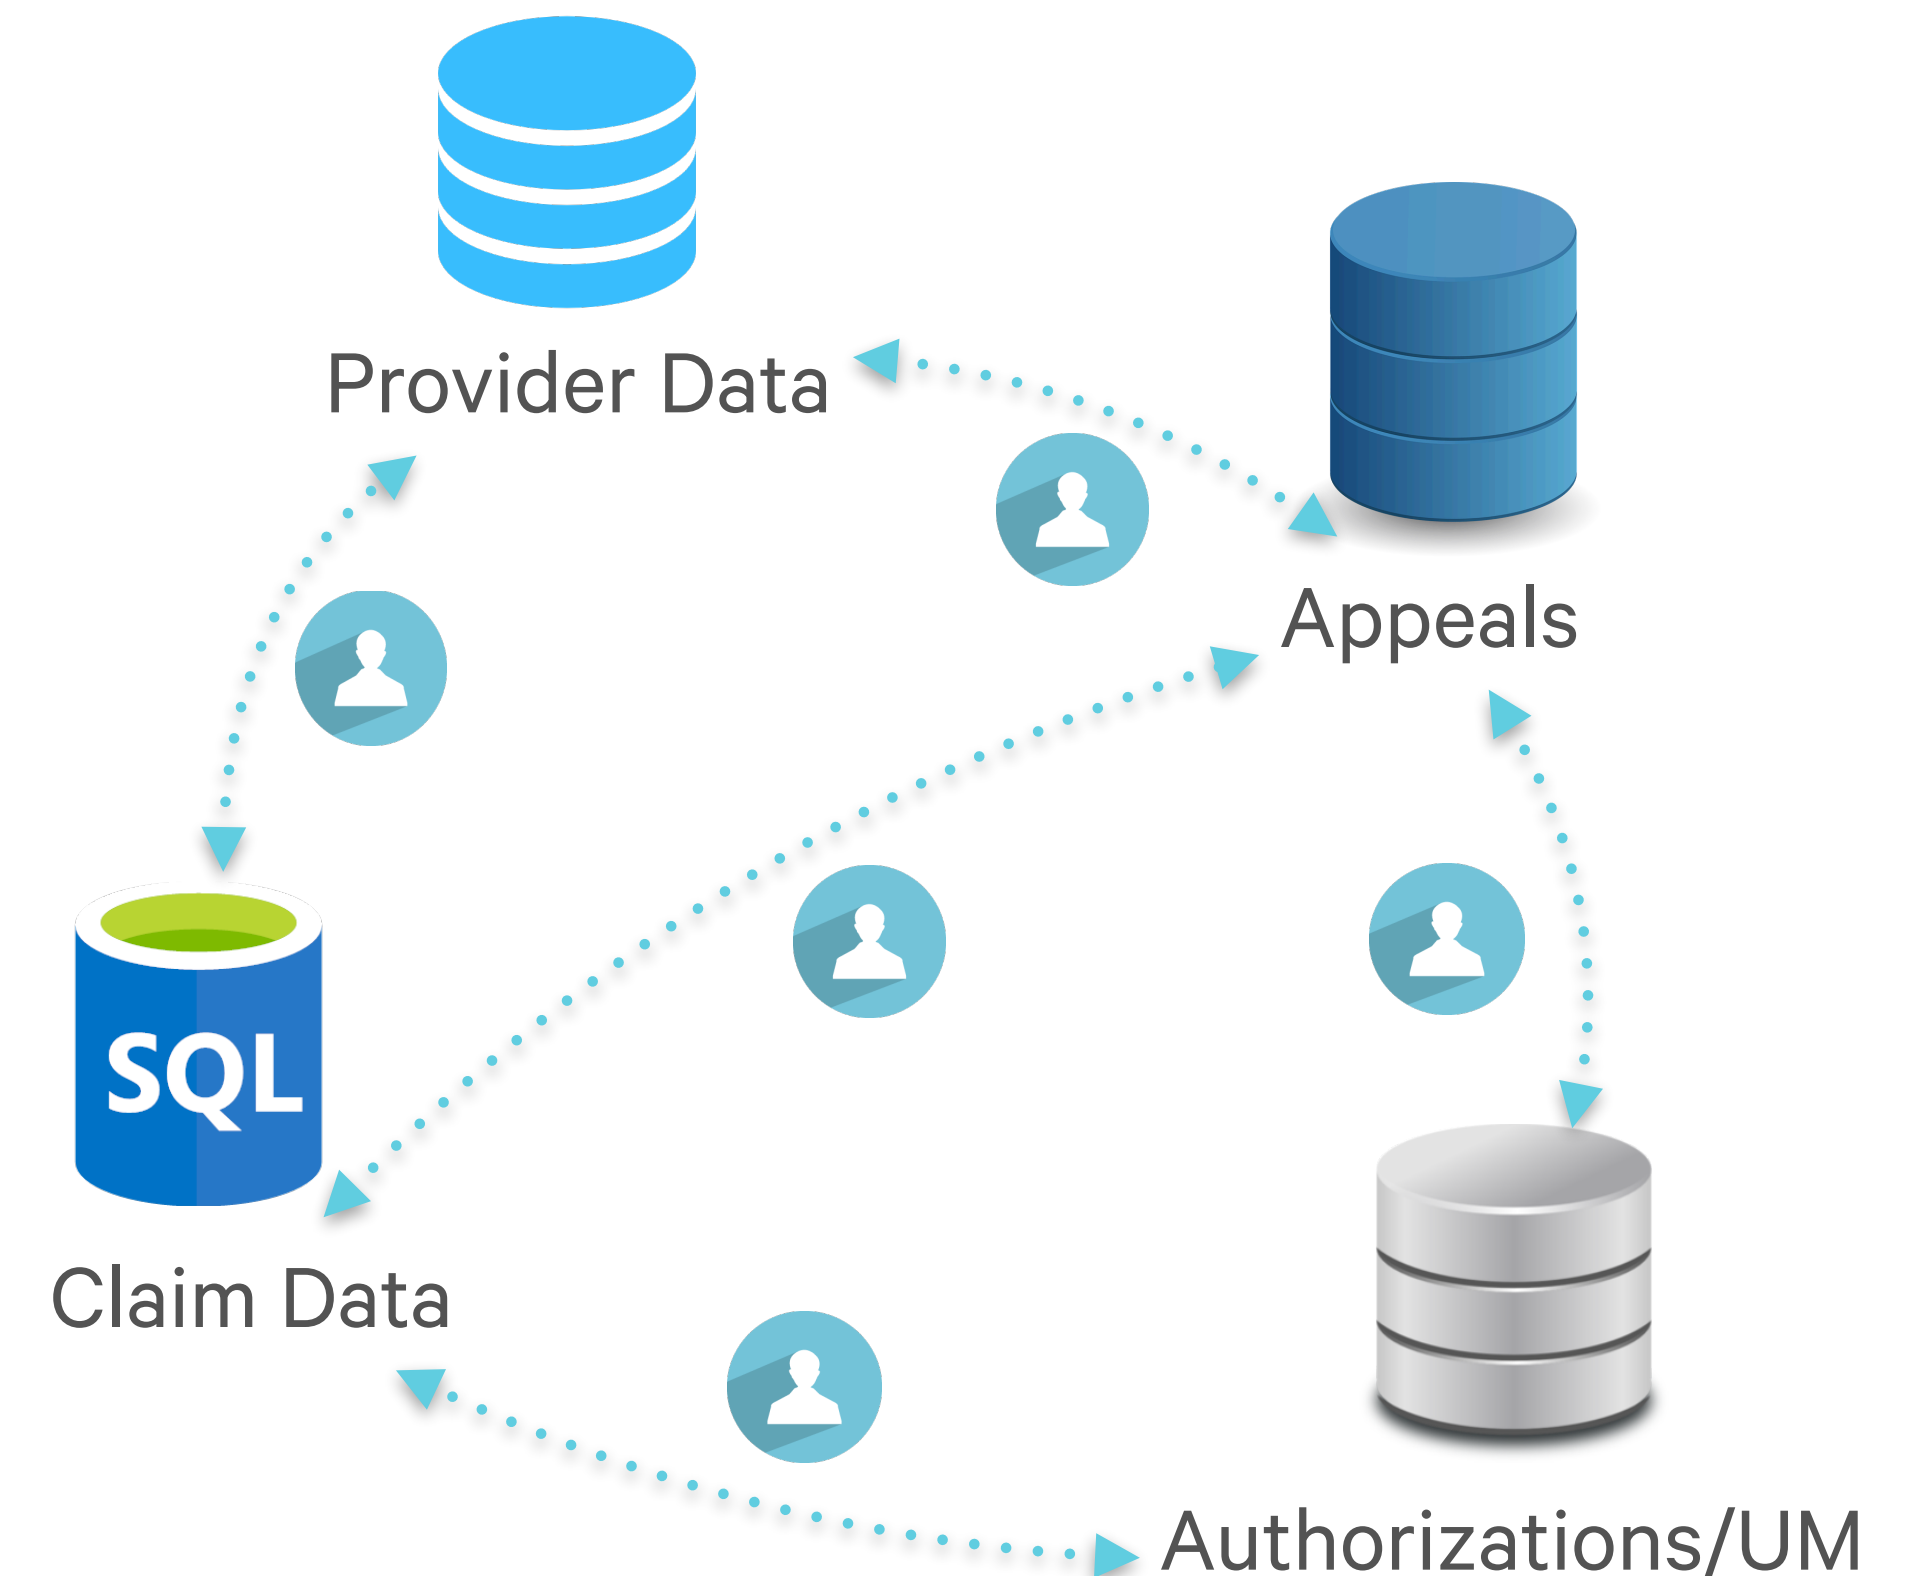 Provider Data
Appeals
SQL
Claim Data
Authorizations/UM